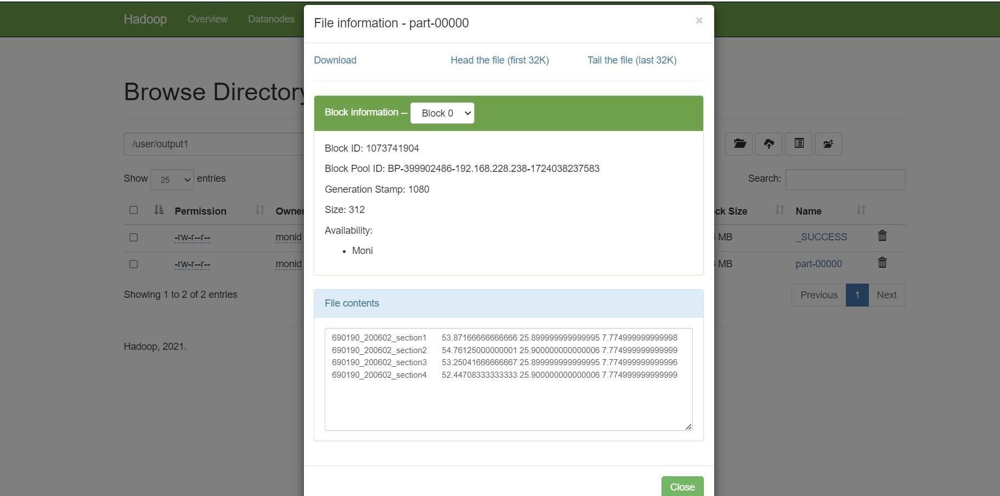 Hadoop Overview Datanodes
File information - part-00000 ×
Download Head the file (first 32K) Tail the file (last 32K)
Browse Directory
Block information -- Block 0
/user/output1
Block ID: 1073741904
Block Pool ID: BP-399902486-192.168.228.238-1724038237583
Show 25 entries
Search:
Generation Stamp: 1080
Size: 312
Permission Owner
ck Size Name
Availability:
-rw-r--r-- monid
MB _SUCCESS
Moni
-rw-r--r-- monid
MB part-00000
Showing 1 to 2 of 2 entries
Previous 1 Next
File contents
690190_200602_section1 53.87166666666666 25.899999999999995 7.774999999999998
690190_200602_section2 54.76125000000001 25.900000000000006 7.774999999999999
690190_200602_section3 53.25041666666667 25.899999999999995 7.774999999999996
690190_200602_section4 52.44708333333333 25.900000000000006 7.774999999999999
Hadoop, 2021.
Close